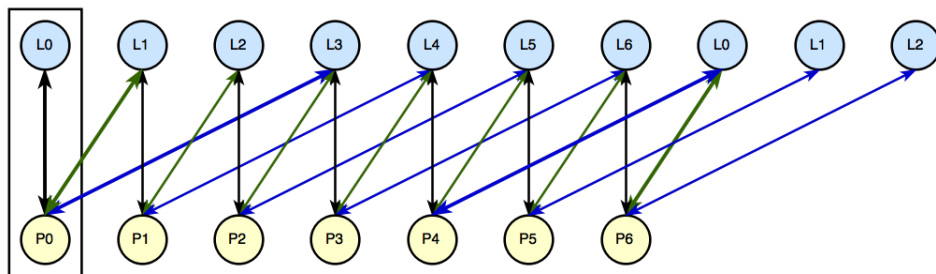 L0 L1 L2 L3 L4 L5 L6 L0 L1 L2
P0 P1 P2 P3 P4 P5 P6